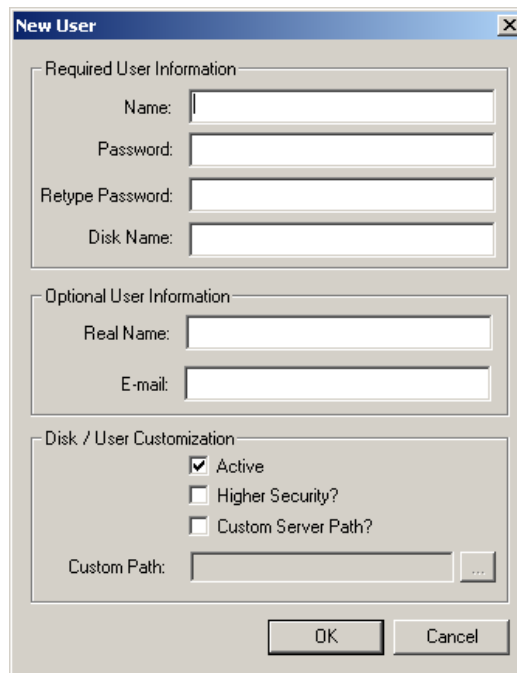 New User
Required User Information
Name:
Password:
Retype Password:
Disk Name:
Optional User Information
Real Name:
E-mail:
Disk / User Customization
Active
Higher Security?
Custom Server Path?
Custom Path:
...
OK
Cancel